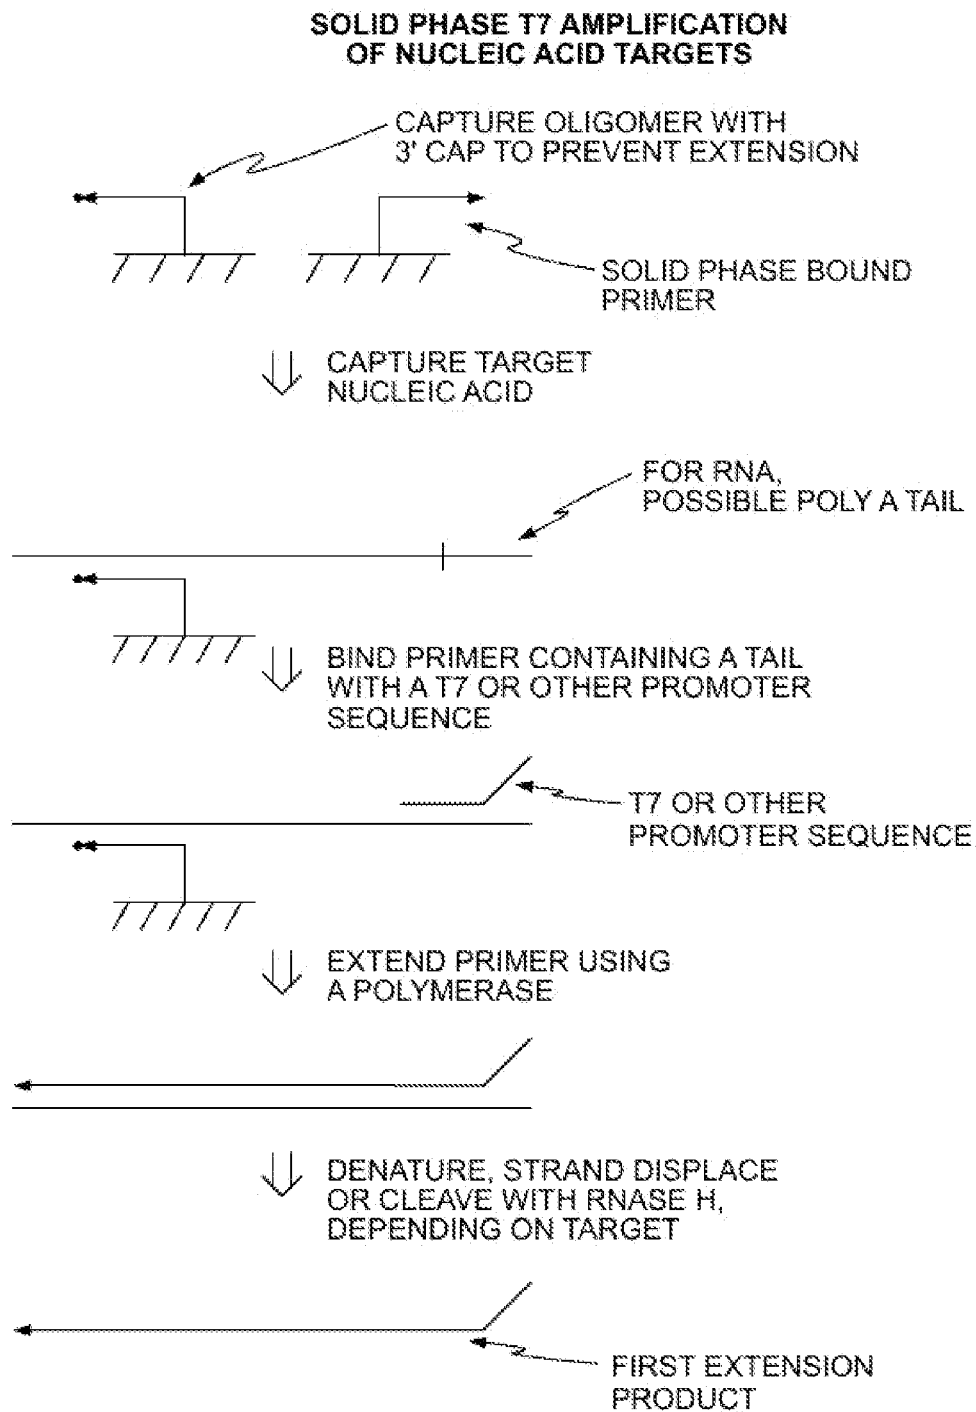 SOLID PHASE T7 AMPLIFICATION
OF NUCLEIC ACID TARGETS
CAPTURE OLIGOMER WITH
3' CAP TO PREVENT EXTENSION
SOLID PHASE BOUND
PRIMER
CAPTURE TARGET
NUCLEIC ACID
FOR RNA,
POSSIBLE POLY A TAIL
BIND PRIMER CONTAINING A TAIL
WITH A T7 OR OTHER PROMOTER
SEQUENCE
T7 OR OTHER
PROMOTER SEQUENCE
EXTEND PRIMER USING
A POLYMERASE
DENATURE, STRAND DISPLACE
OR CLEAVE WITH RNASE H,
DEPENDING ON TARGET
FIRST EXTENSION
PRODUCT